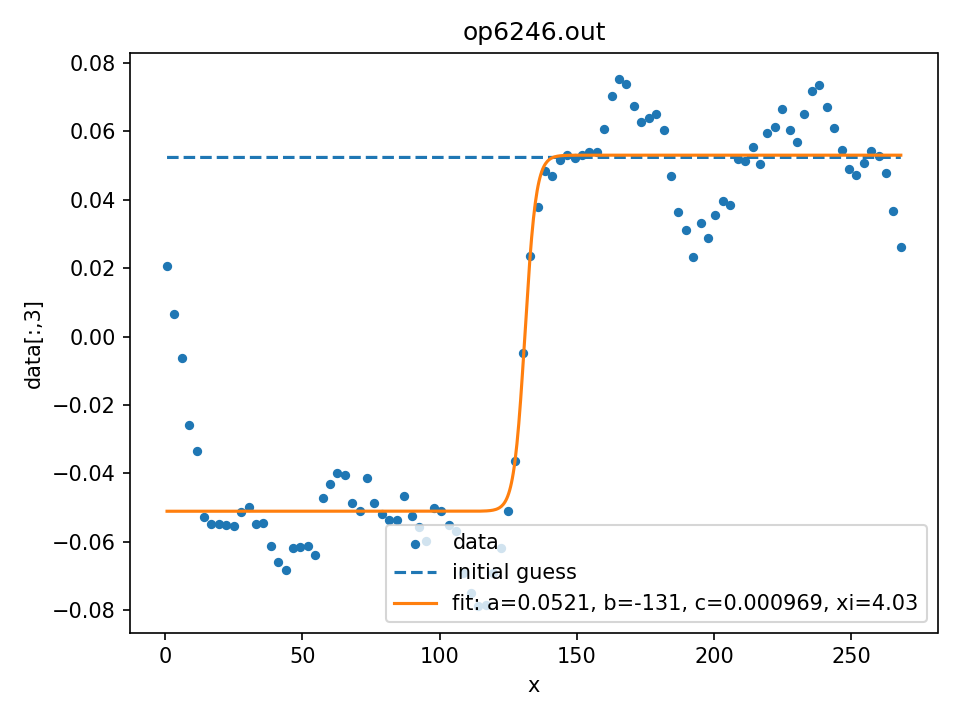 op6246.out
0.08
0.06
0.04
0.02
0.00
−0.02
−0.04
−0.06
−0.08
data[:,3]
data
initial guess
fit: a=0.0521, b=-131, c=0.000969, xi=4.03
0 50 100 150 200 250
x